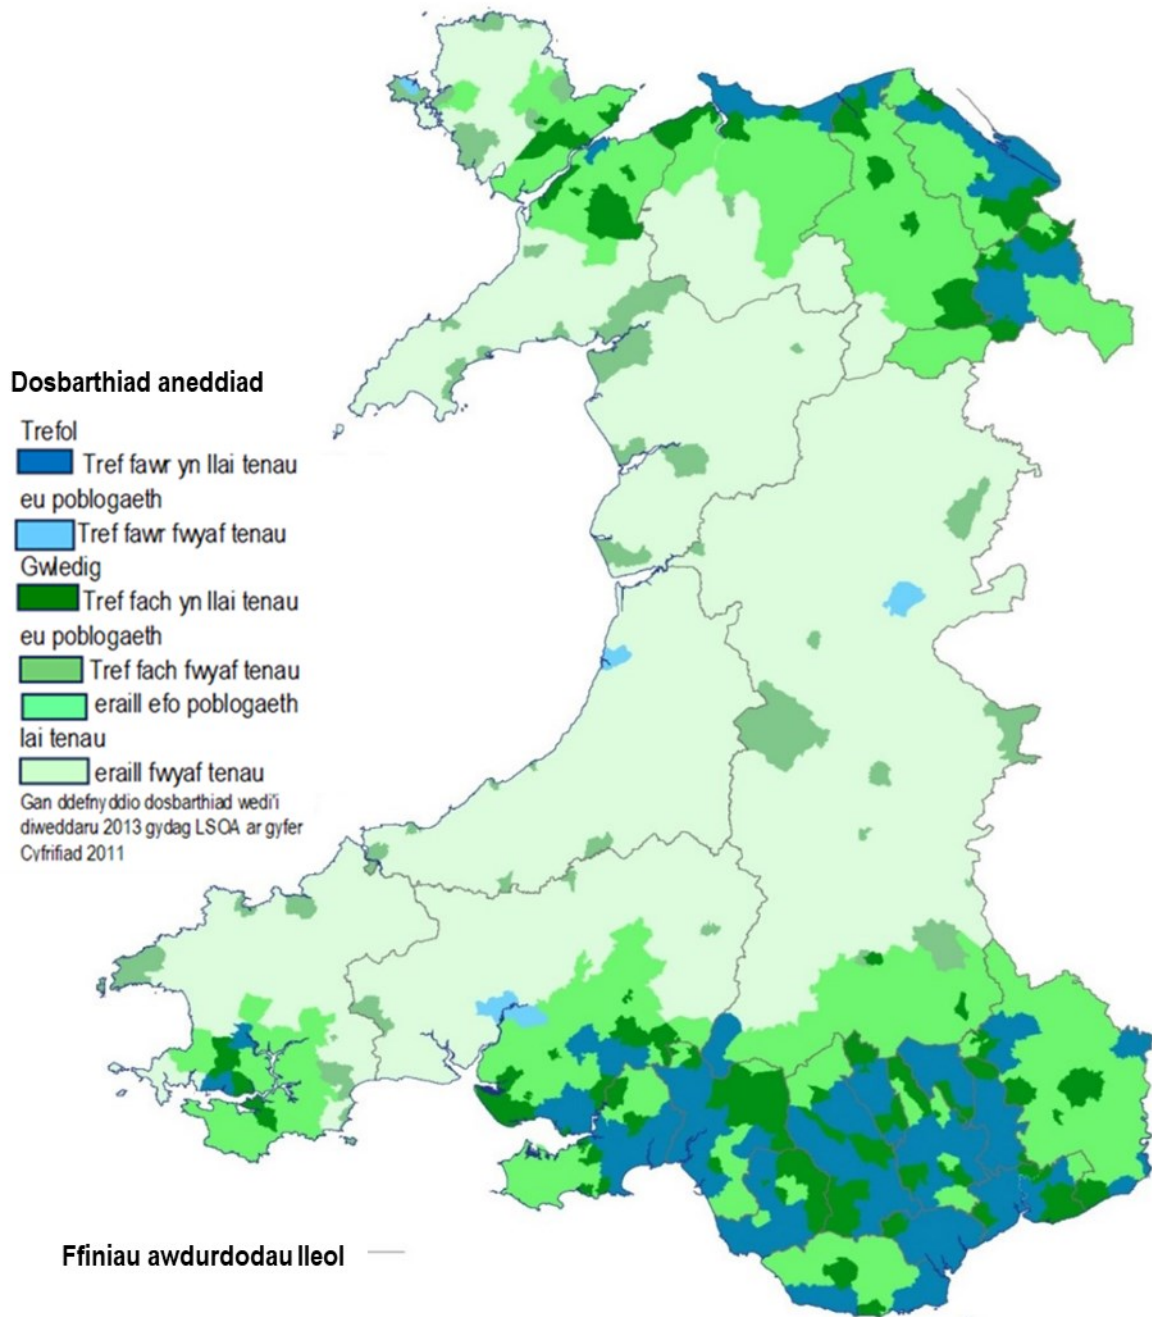 Dosbarthiad aneddiad
Trefol
Tref fawr yn llai tenau
eu poblogaeth
Tref fawr fwyaf tenau
Gwledig
Tref fach yn llai tenau
eu poblogaeth
Tref fach fwyaf tenau
eraill efo poblogaeth
lai tenau
eraill fwyaf tenau
Gan ddefnyddio dosbarthiad wedi'i
diweddaru 2013 gydag LSOA ar gyfer
Cyfrifiad 2011
Ffiniau awdurdodau lleol